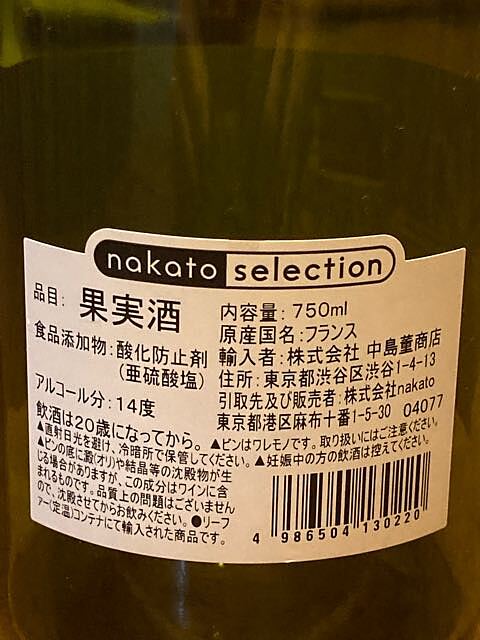 nakato selection
品目: 果実酒
食品添加物:酸化防止剤
(亜硫酸塩)
アルコール分:14度
内容量: 750ml
原産国名:フランス
輸入者:株式会社 中島董商店
住所:東京都渋谷区渋谷1-4-13
引取先及び販売者:株式会社nakato
東京都港区麻布十番1-5-30 04077
飲酒は20歳になってから。▲ビンはワレモノです。取り扱いにはご注意ください。
▲直射日光を避け、冷暗所で保管してください。▲妊娠中の方の飲酒は控えてください。
▲ビンの底に澱(オリ)や結晶等の沈殿物が生
じる場合がありますが、この成分はワインに含
まれるものです。品質上の問題はございません
ので、沈殿させてからお飲みください。●リーフ
ァー(定温)コンテナにて輸入された商品です。
4 986504 130220